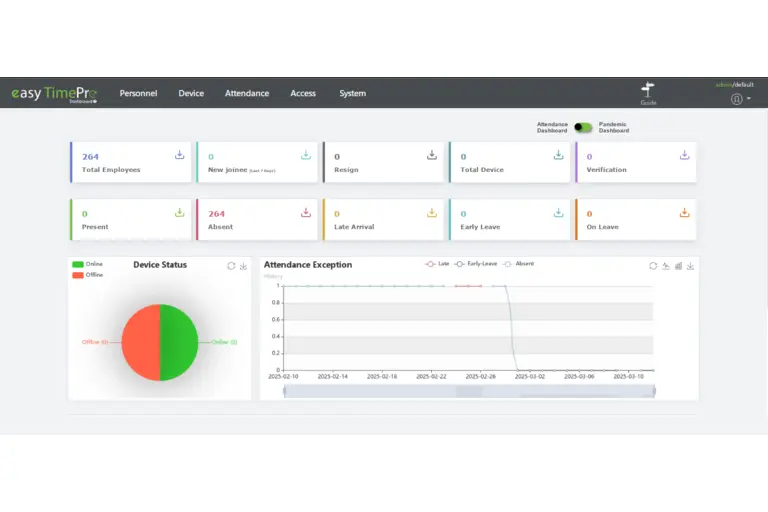 easy TimePro
Dashboard
Personnel
Device
Attendance
Access
System
Guide
admin/default
Attendance Dashboard
Pandemic Dashboard
264
Total Employees
0
New joinee (Last 7 Days)
0
Resign
0
Total Device
0
Verification
0
Present
264
Absent
0
Late Arrival
0
Early Leave
0
On Leave
Online
Offline
Device Status
Offline (0)
Online (0)
Attendance Exception
History
Late
Early-Leave
Absent
1
0.8
0.6
0.4
0.2
0
2025-02-10
2025-02-14
2025-02-18
2025-02-22
2025-02-26
2025-03-02
2025-03-06
2025-03-10